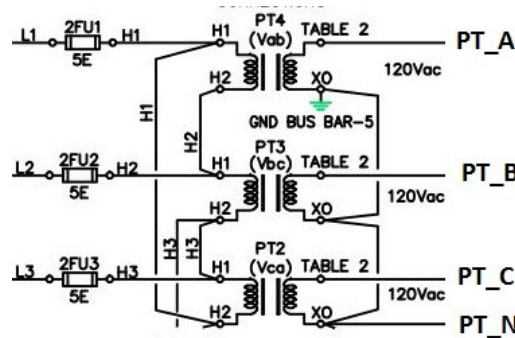 PT4
L1 2FU1 H1 H1 (Vab) TABLE 2 PT_A
5E
120Vac
H2 X0
H1
H2
GND BUS BAR-5
PT3
L2 2FU2 H2 H1 (Vbc) TABLE 2 PT_B
5E
120Vac
H2 X0
H3 H3
PT2
L3 2FU3 H3 H1 (Vca) TABLE 2 PT_C
5E
120Vac
H2 X0
PT_N